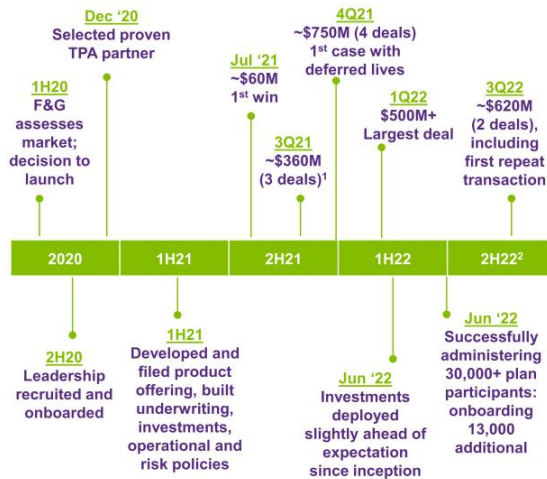 Dec ‘20
Selected proven
TPA partner
1H20
F&G
assesses
market;
decision to
launch
Jul ‘21
~$60M
1st win
3Q21
~$360M
(3 deals)1
4Q21
~$750M (4 deals)
1st case with
deferred lives
1Q22
$500M+
Largest deal
3Q22
~$620M
(2 deals),
including
first repeat
transaction
2020
1H21
2H21
1H22
2H222
2H20
Leadership
recruited and
onboarded
1H21
Developed and
filed product
offering, built
underwriting,
investments,
operational and
risk policies
Jun ‘22
Investments
deployed
slightly ahead of
expectation
since inception
Jun ‘22
Successfully
administering
30,000+ plan
participants:
onboarding
13,000
additional